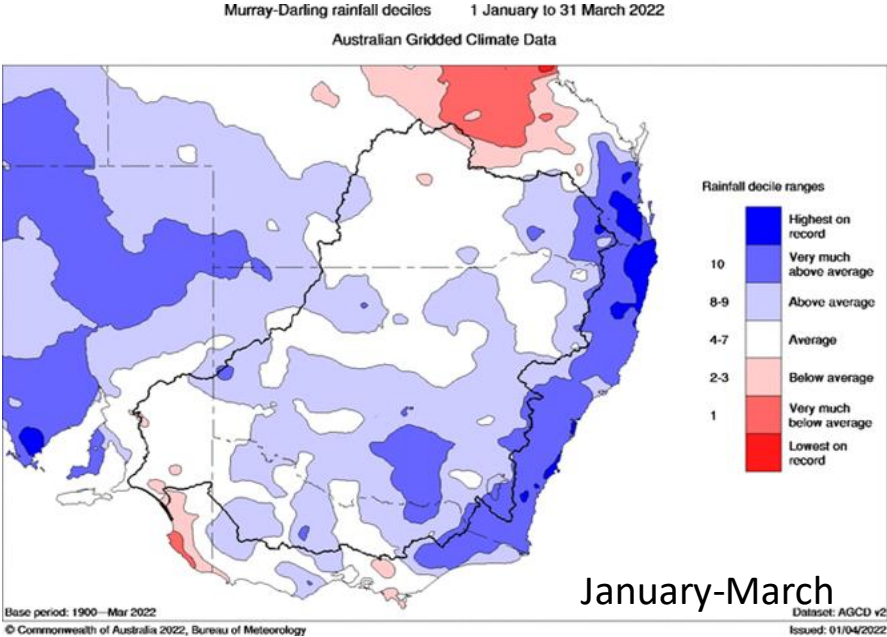 Murray-Darling rainfall deciles 1 January to 31 March 2022
Australian Gridded Climate Data
Rainfall decile ranges
Highest on
record
10 Very much
above average
8-9 Above average
4-7 Average
2-3 Below average
1 Very much
below average
Lowest on
record
January-March
Base period: 1900—Mar 2022 Dataset: AGCD v2
© Commonwealth of Australia 2022, Bureau of Meteorology Issued: 01/04/2022